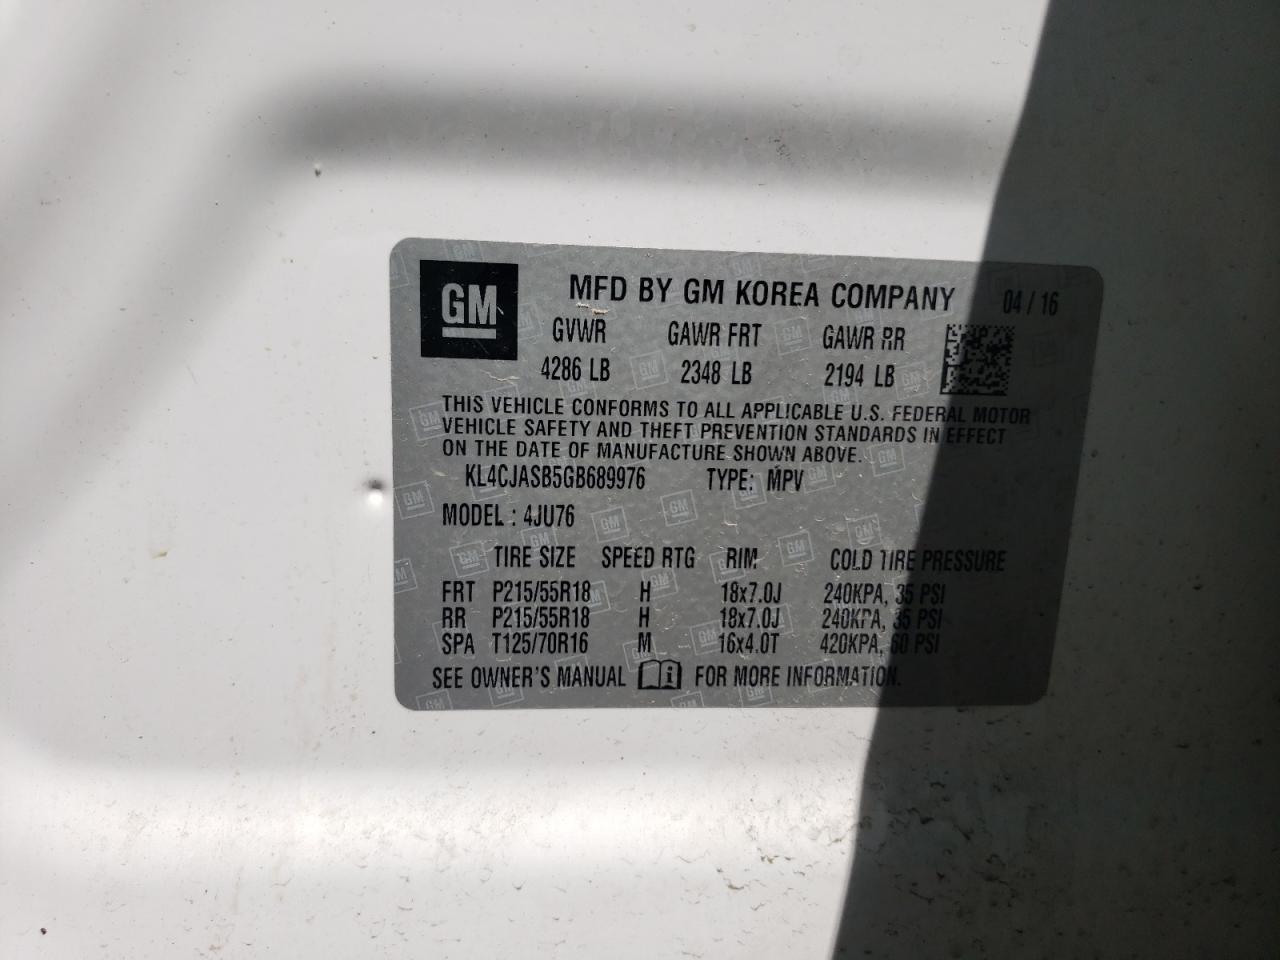 GM MFD BY GM KOREA COMPANY 04 / 16
GVWR GAWR FRT GAWR RR
4286 LB 2348 LB 2194 LB
THIS VEHICLE CONFORMS TO ALL APPLICABLE U.S. FEDERAL MOTOR
VEHICLE SAFETY AND THEFT PREVENTION STANDARDS IN EFFECT
ON THE DATE OF MANUFACTURE SHOWN ABOVE.
KL4CJASB5GB689976 TYPE: MPV
MODEL : 4JU76
TIRE SIZE SPEED RTG RIM COLD TIRE PRESSURE
FRT P215/55R18 H 18x7.0J 240KPA, 35 PSI
RR P215/55R18 H 18x7.0J 240KPA, 35 PSI
SPA T125/70R16 M 16x4.0T 420KPA, 60 PSI
SEE OWNER'S MANUAL i FOR MORE INFORMATION.